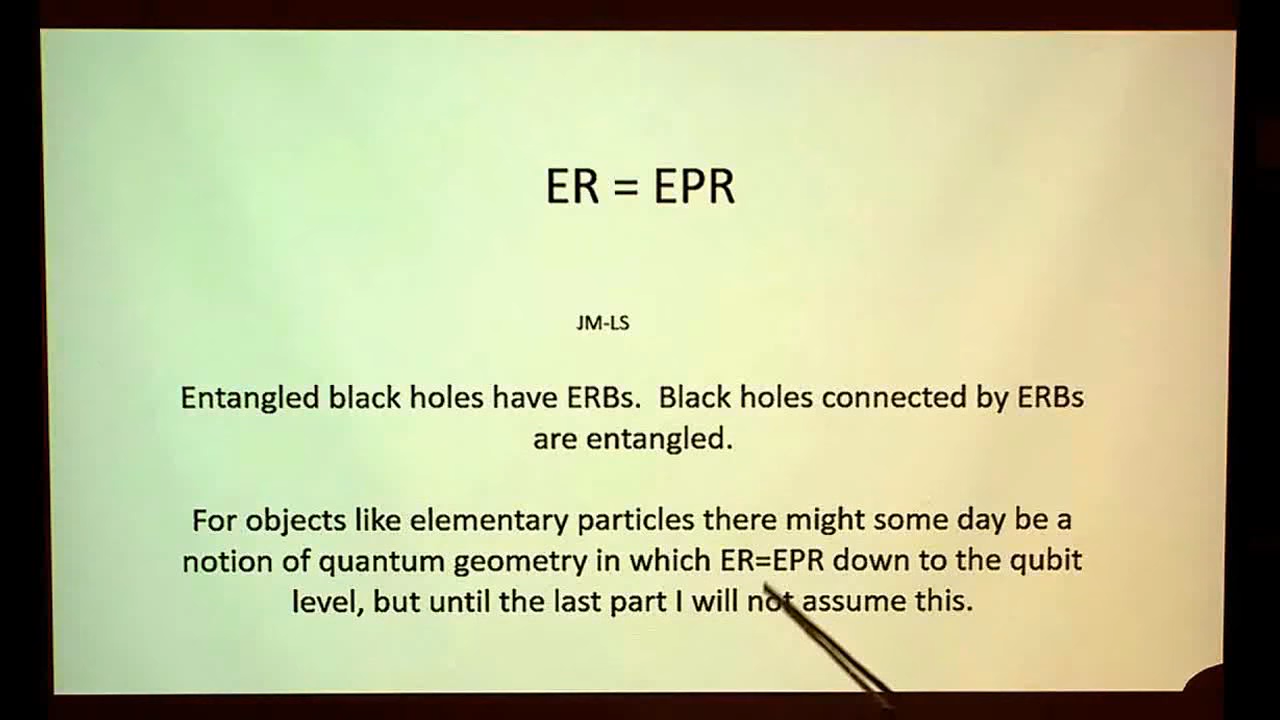 ER = EPR
JM-LS
Entangled black holes have ERBs.  Black holes connected by ERBs
are entangled.
For objects like elementary particles there might some day be a
notion of quantum geometry in which ER=EPR down to the qubit
level, but until the last part I will not assume this.